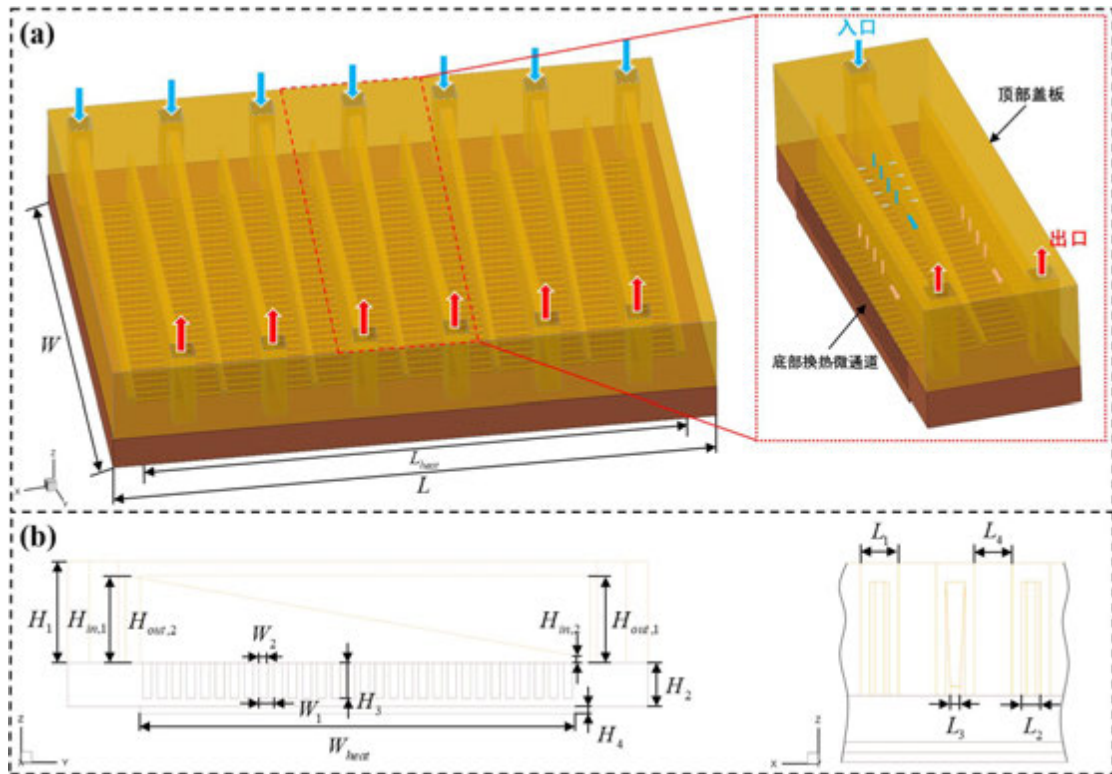 (a)
入口
顶部盖板
出口
底部换热微通道
W
L_heat
L
Z
X
Y
(b)
L_1
L_4
H_1
H_in,1
H_out,2
W_2
H_in,2
H_out,1
H_3
H_2
W_1
H_4
W_heat
L_3
L_2
Z
Y
Z
X